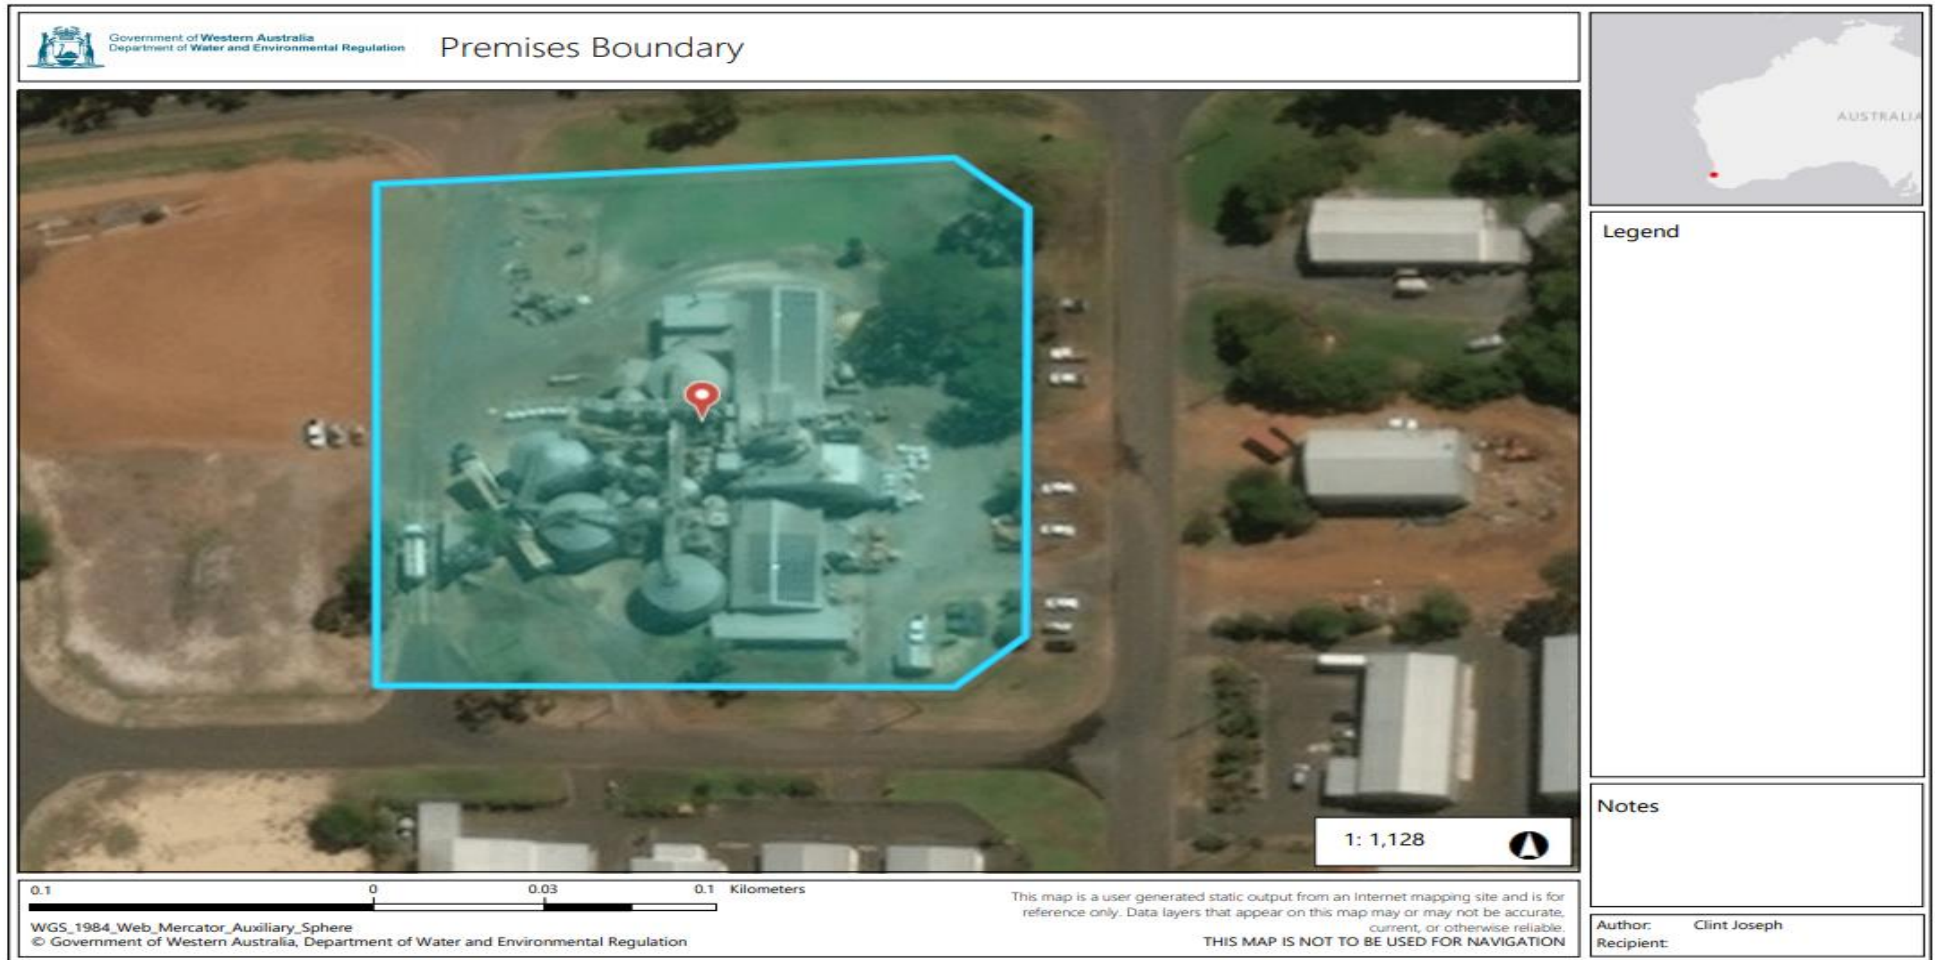 Government of Western Australia
Department of Water and Environmental Regulation
Premises Boundary
AUSTRALIA
Legend
1: 1,128
Notes
0.1 0 0.03 0.1 Kilometers
WGS_1984_Web_Mercator_Auxiliary_Sphere
© Government of Western Australia, Department of Water and Environmental Regulation
This map is a user generated static output from an Internet mapping site and is for
reference only. Data layers that appear on this map may or may not be accurate,
current, or otherwise reliable.
THIS MAP IS NOT TO BE USED FOR NAVIGATION
Author: Clint Joseph
Recipient: